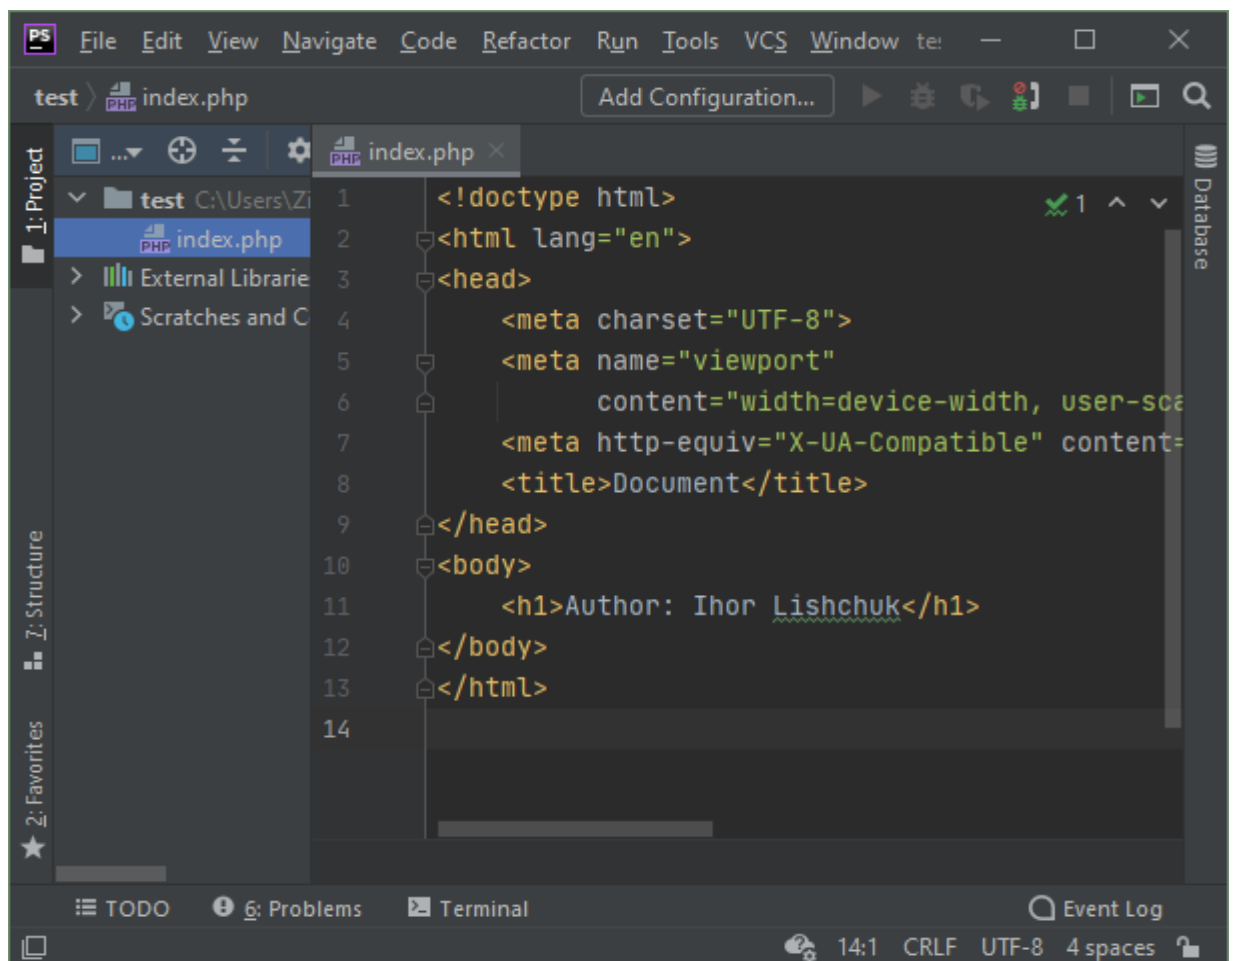 PS File Edit View Navigate Code Refactor Run Tools VCS Window
test index.php Add Configuration...
1: Project
...
index.php
test C:\Users\Zi
index.php
External Librarie
Scratches and C
1 <!doctype html>
2 <html lang="en">
3 <head>
4 <meta charset="UTF-8">
5 <meta name="viewport"
6 content="width=device-width, user-sca
7 <meta http-equiv="X-UA-Compatible" content=
8 <title>Document</title>
9 </head>
10 <body>
11 <h1>Author: Ihor Lishchuk</h1>
12 </body>
13 </html>
14
1
Database
7: Structure
2: Favorites
TODO 6: Problems Terminal Event Log
14:1 CRLF UTF-8 4 spaces